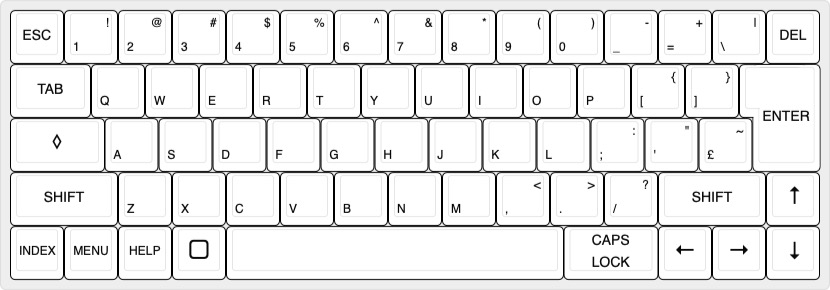 ESC ! 1 @ 2 # 3 $ 4 % 5 ^ 6 & 7 * 8 ( 9 ) 0 - _ + = | \ DEL
TAB Q W E R T Y U I O P { [ } ] ENTER
◊ A S D F G H J K L : ; " ' ~ £
SHIFT Z X C V B N M < , > . ? / SHIFT ↑
INDEX MENU HELP ▢ CAPS LOCK ← → ↓